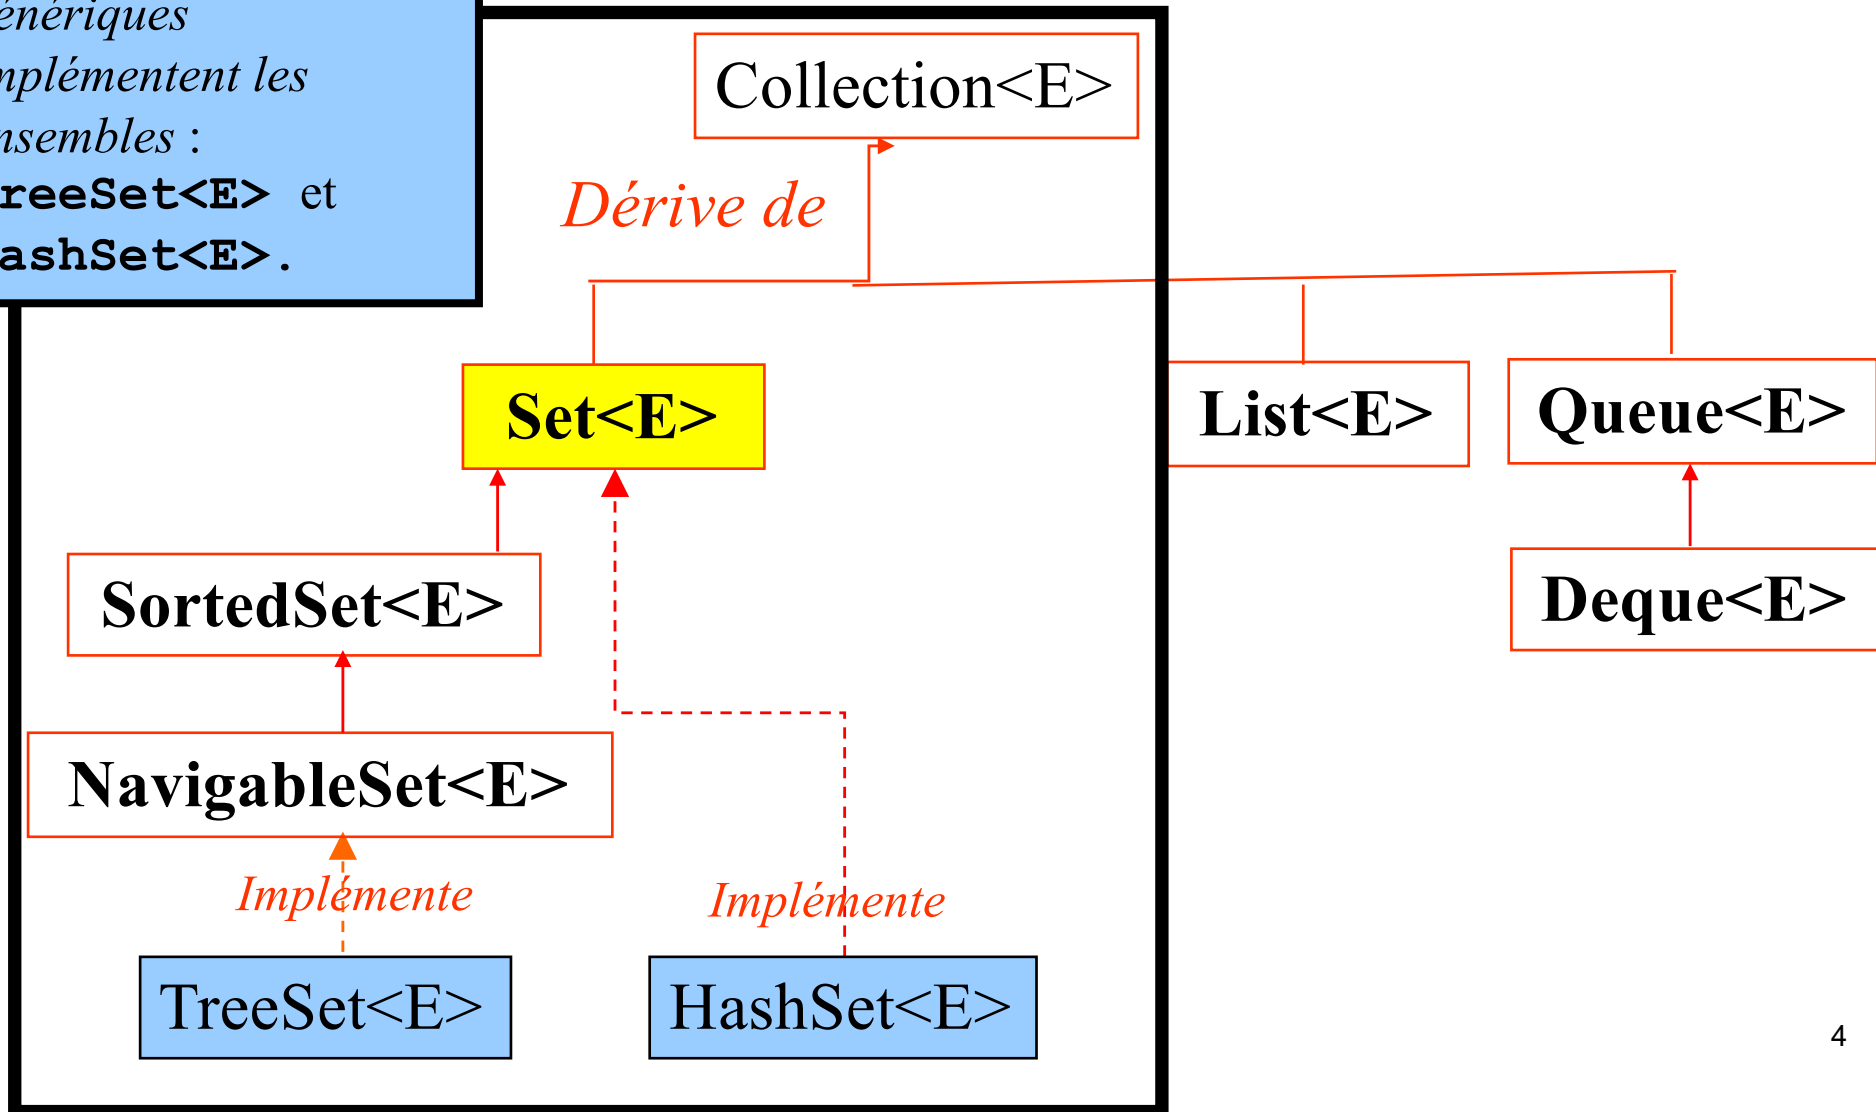 énériques
mplémentent les
nsembles :
reeSet<E> et
ashSet<E>.
Collection<E>
Dérive de
Set<E>
List<E>
Queue<E>
SortedSet<E>
Deque<E>
NavigableSet<E>
Implémente
Implémente
TreeSet<E>
HashSet<E>
4